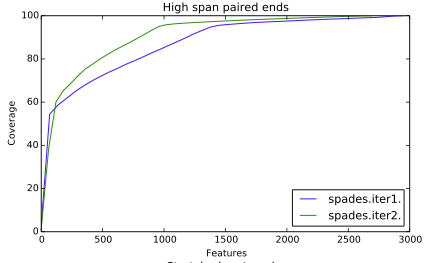 High span paired ends
100
80
60
40
20
0
Coverage
0 500 1000 1500 2000 2500 3000
Features
spades.iter1.
spades.iter2.